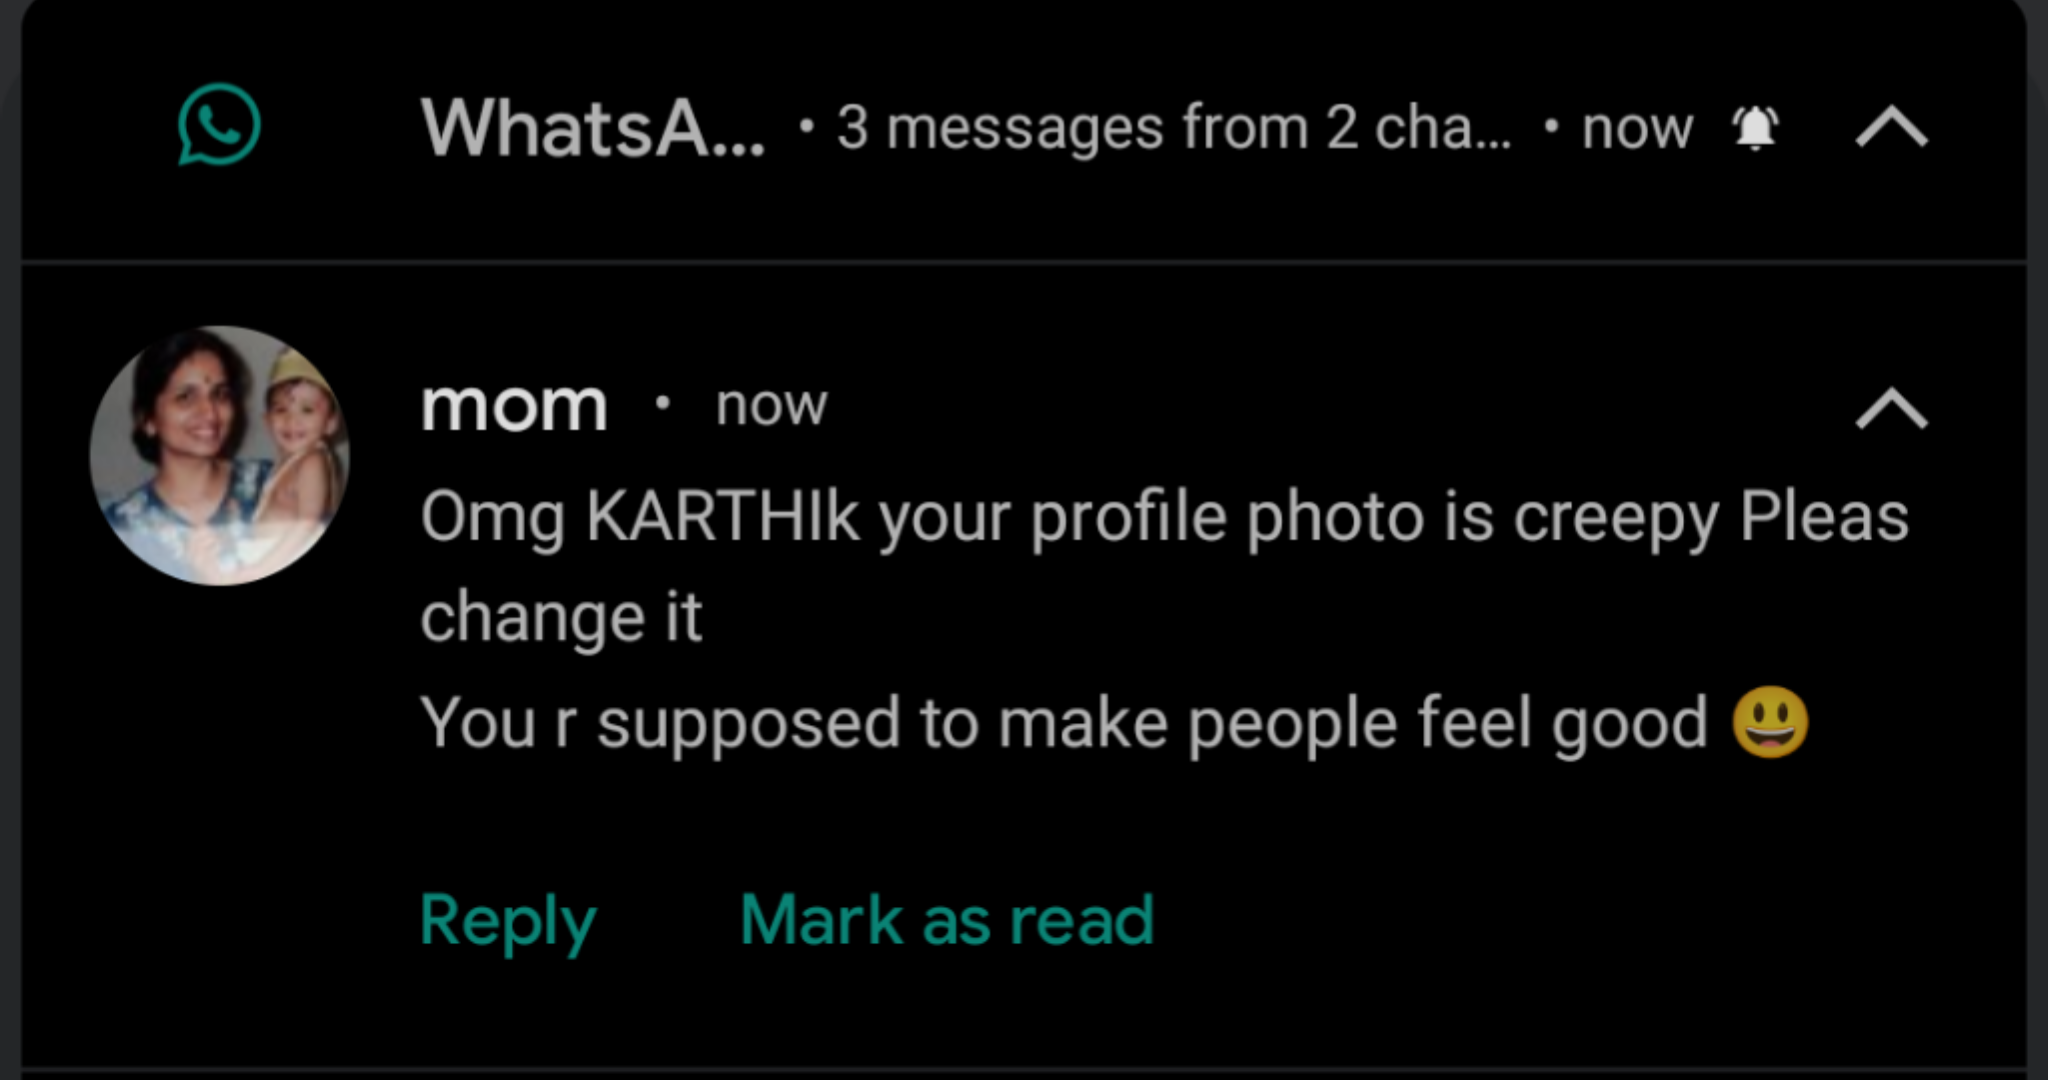 WhatsA... • 3 messages from 2 cha... • now
mom • now
Omg KARTHIk your profile photo is creepy Pleas
change it
You r supposed to make people feel good 😃
Reply Mark as read